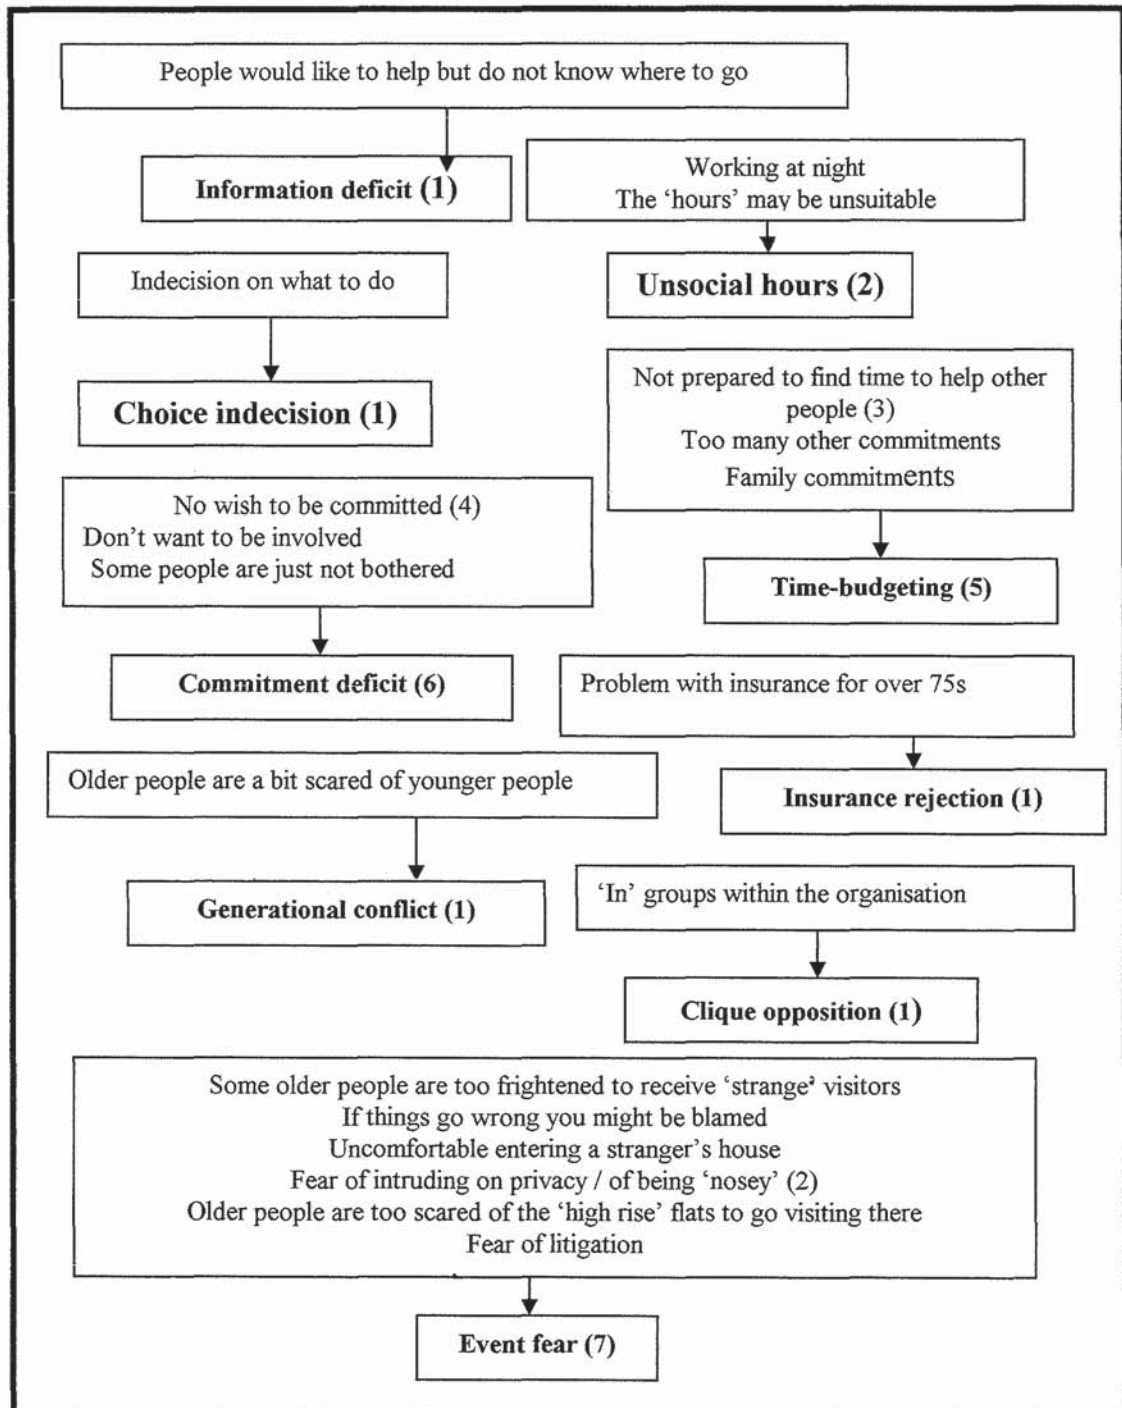 People would like to help but do not know where to go
Information deficit (1)
Working at night
The ‘hours’ may be unsuitable
Indecision on what to do
Unsocial hours (2)
Choice indecision (1)
Not prepared to find time to help other
people (3)
Too many other commitments
Family commitments
No wish to be committed (4)
Don’t want to be involved
Some people are just not bothered
Time-budgeting (5)
Commitment deficit (6)
Problem with insurance for over 75s
Older people are a bit scared of younger people
Insurance rejection (1)
Generational conflict (1)
‘In’ groups within the organisation
Clique opposition (1)
Some older people are too frightened to receive ‘strange’ visitors
If things go wrong you might be blamed
Uncomfortable entering a stranger’s house
Fear of intruding on privacy / of being ‘nosey’ (2)
Older people are too scared of the ‘high rise’ flats to go visiting there
Fear of litigation
Event fear (7)